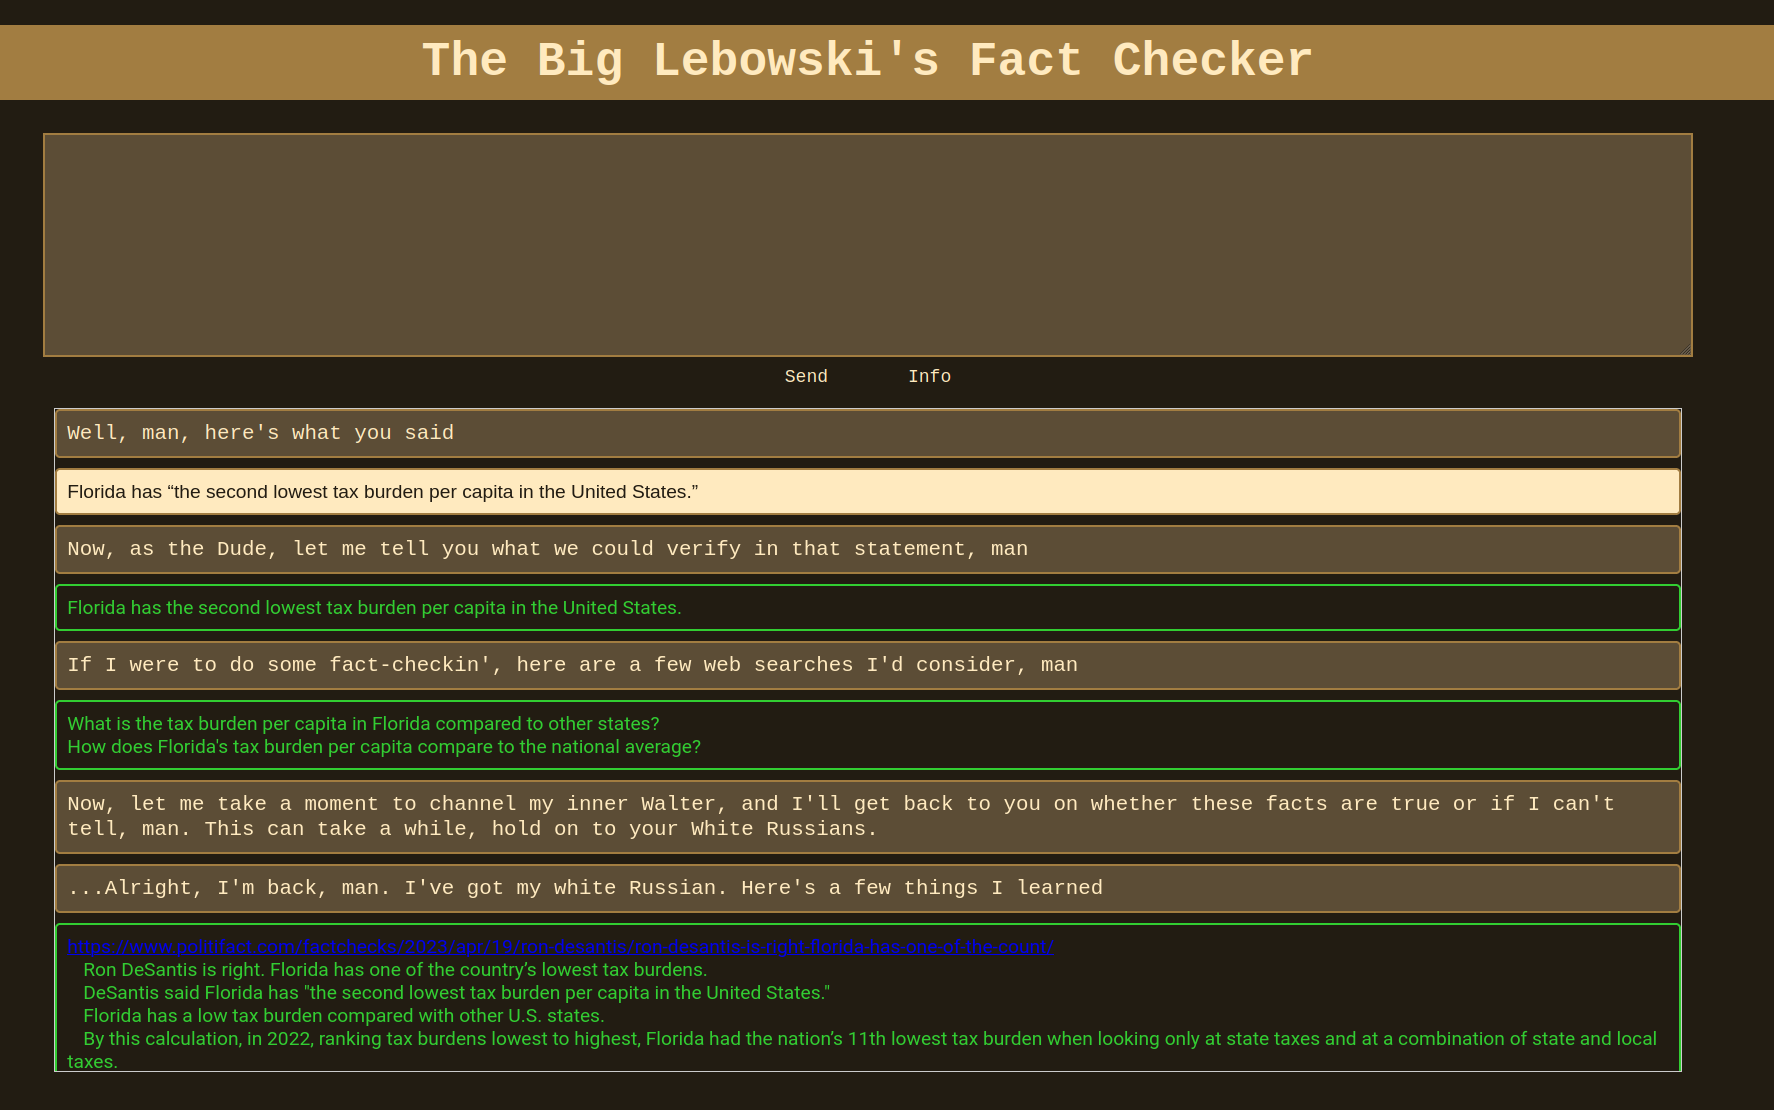 The Big Lebowski's Fact Checker
Send Info
Well, man, here's what you said
Florida has “the second lowest tax burden per capita in the United States.”
Now, as the Dude, let me tell you what we could verify in that statement, man
Florida has the second lowest tax burden per capita in the United States.
If I were to do some fact-checkin', here are a few web searches I'd consider, man
What is the tax burden per capita in Florida compared to other states?
How does Florida's tax burden per capita compare to the national average?
Now, let me take a moment to channel my inner Walter, and I'll get back to you on whether these facts are true or if I can't
tell, man. This can take a while, hold on to your White Russians.
...Alright, I'm back, man. I've got my white Russian. Here's a few things I learned
https://www.politifact.com/factchecks/2023/apr/19/ron-desantis/ron-desantis-is-right-florida-has-one-of-the-count/
Ron DeSantis is right. Florida has one of the country’s lowest tax burdens.
DeSantis said Florida has "the second lowest tax burden per capita in the United States."
Florida has a low tax burden compared with other U.S. states.
By this calculation, in 2022, ranking tax burdens lowest to highest, Florida had the nation’s 11th lowest tax burden when looking only at state taxes and at a combination of state and local
taxes.